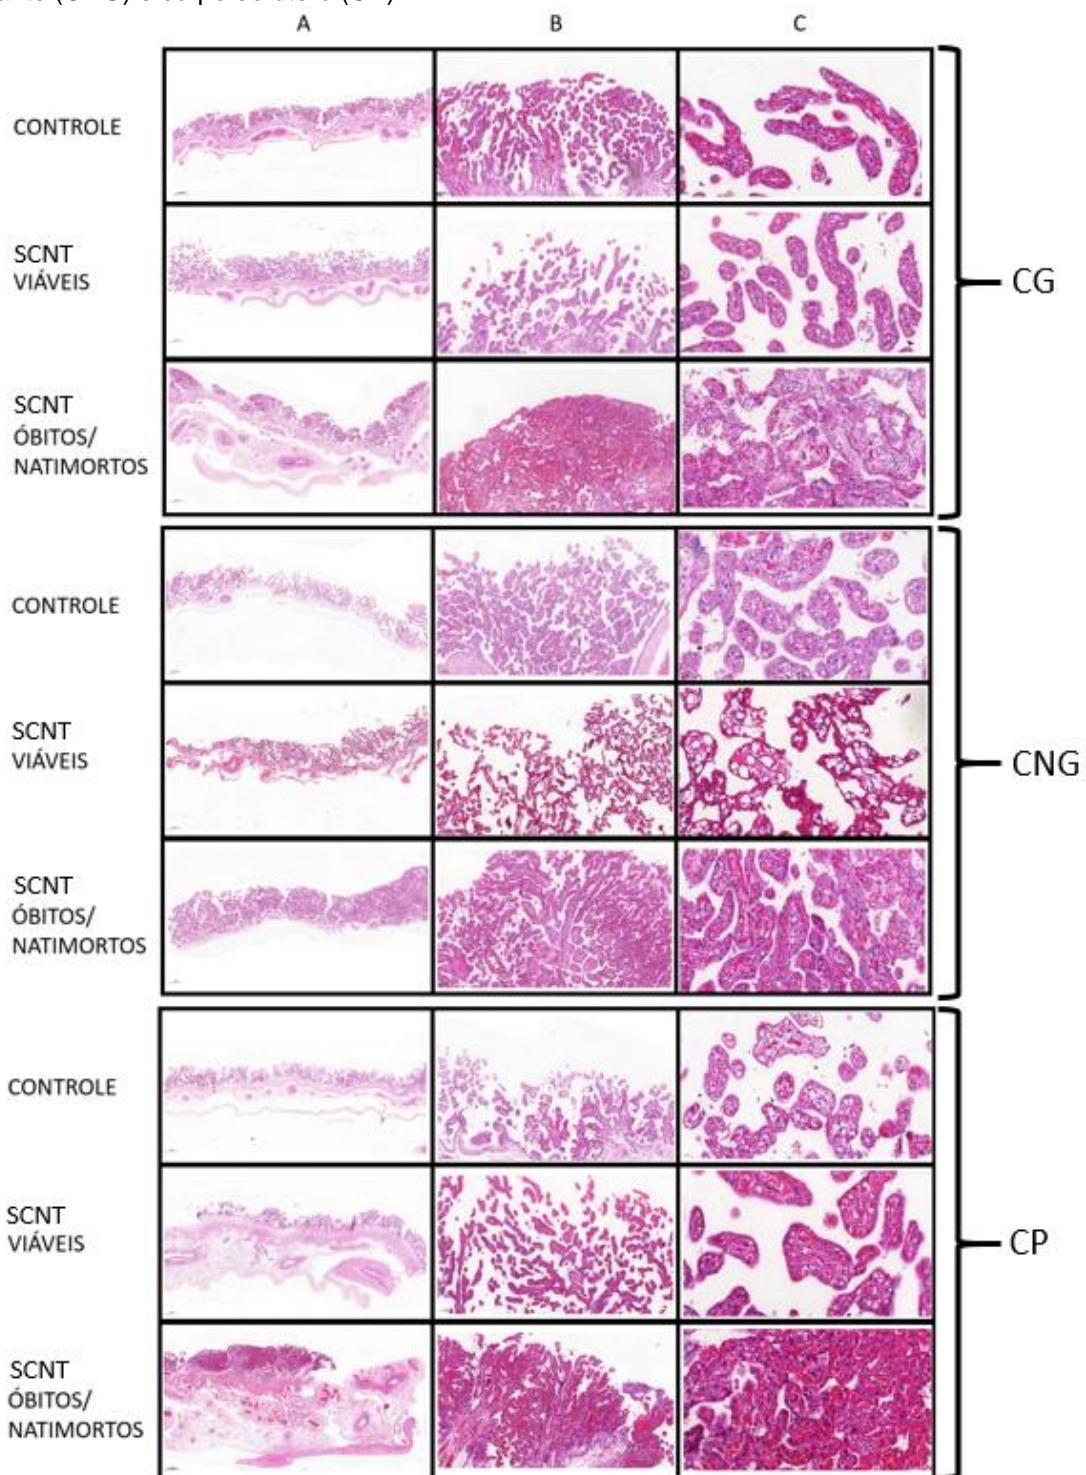 A B C
CONTROLE
SCNT
VIÁVEIS
CG
SCNT
ÓBITOS/
NATIMORTOS
CONTROLE
SCNT
VIÁVEIS
CNG
SCNT
ÓBITOS/
NATIMORTOS
CONTROLE
SCNT
VIÁVEIS
CP
SCNT
ÓBITOS/
NATIMORTOS